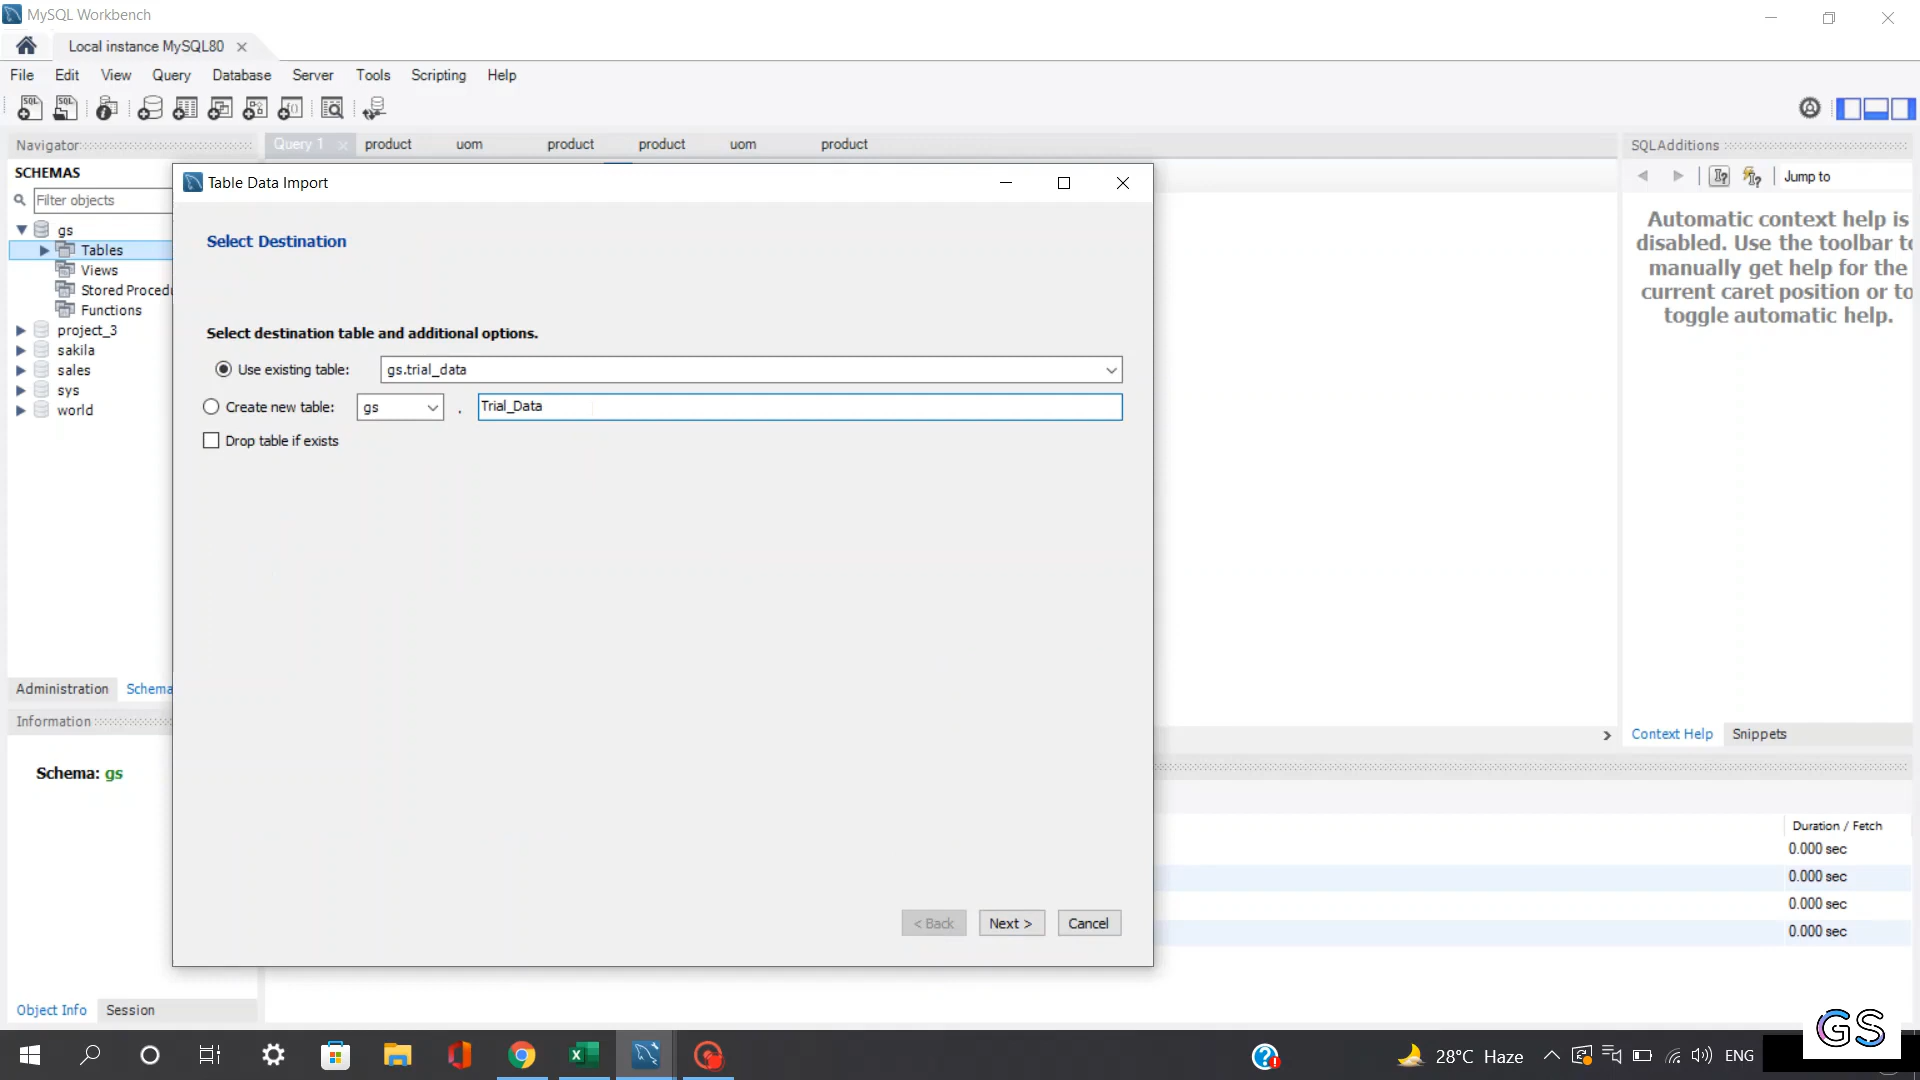 MySQL Workbench
Local instance MySQL80
File Edit View Query Database Server Tools Scripting Help
Navigator
Query 1 product uom product product uom product
SQLAdditions
SCHEMAS
Filter objects
gs
Tables
Views
Stored Procedu
Functions
project_3
sakila
sales
sys
world
Administration Schema
Information
Schema: gs
Object Info Session
Table Data Import
Select Destination
Select destination table and additional options.
Use existing table: gs.trial_data
Create new table: gs . Trial_Data
Drop table if exists
< Back Next > Cancel
Jump to
Automatic context help is
disabled. Use the toolbar to
manually get help for the
current caret position or to
toggle automatic help.
Context Help Snippets
Duration / Fetch
0.000 sec
0.000 sec
0.000 sec
0.000 sec
28°C Haze
ENG
GS